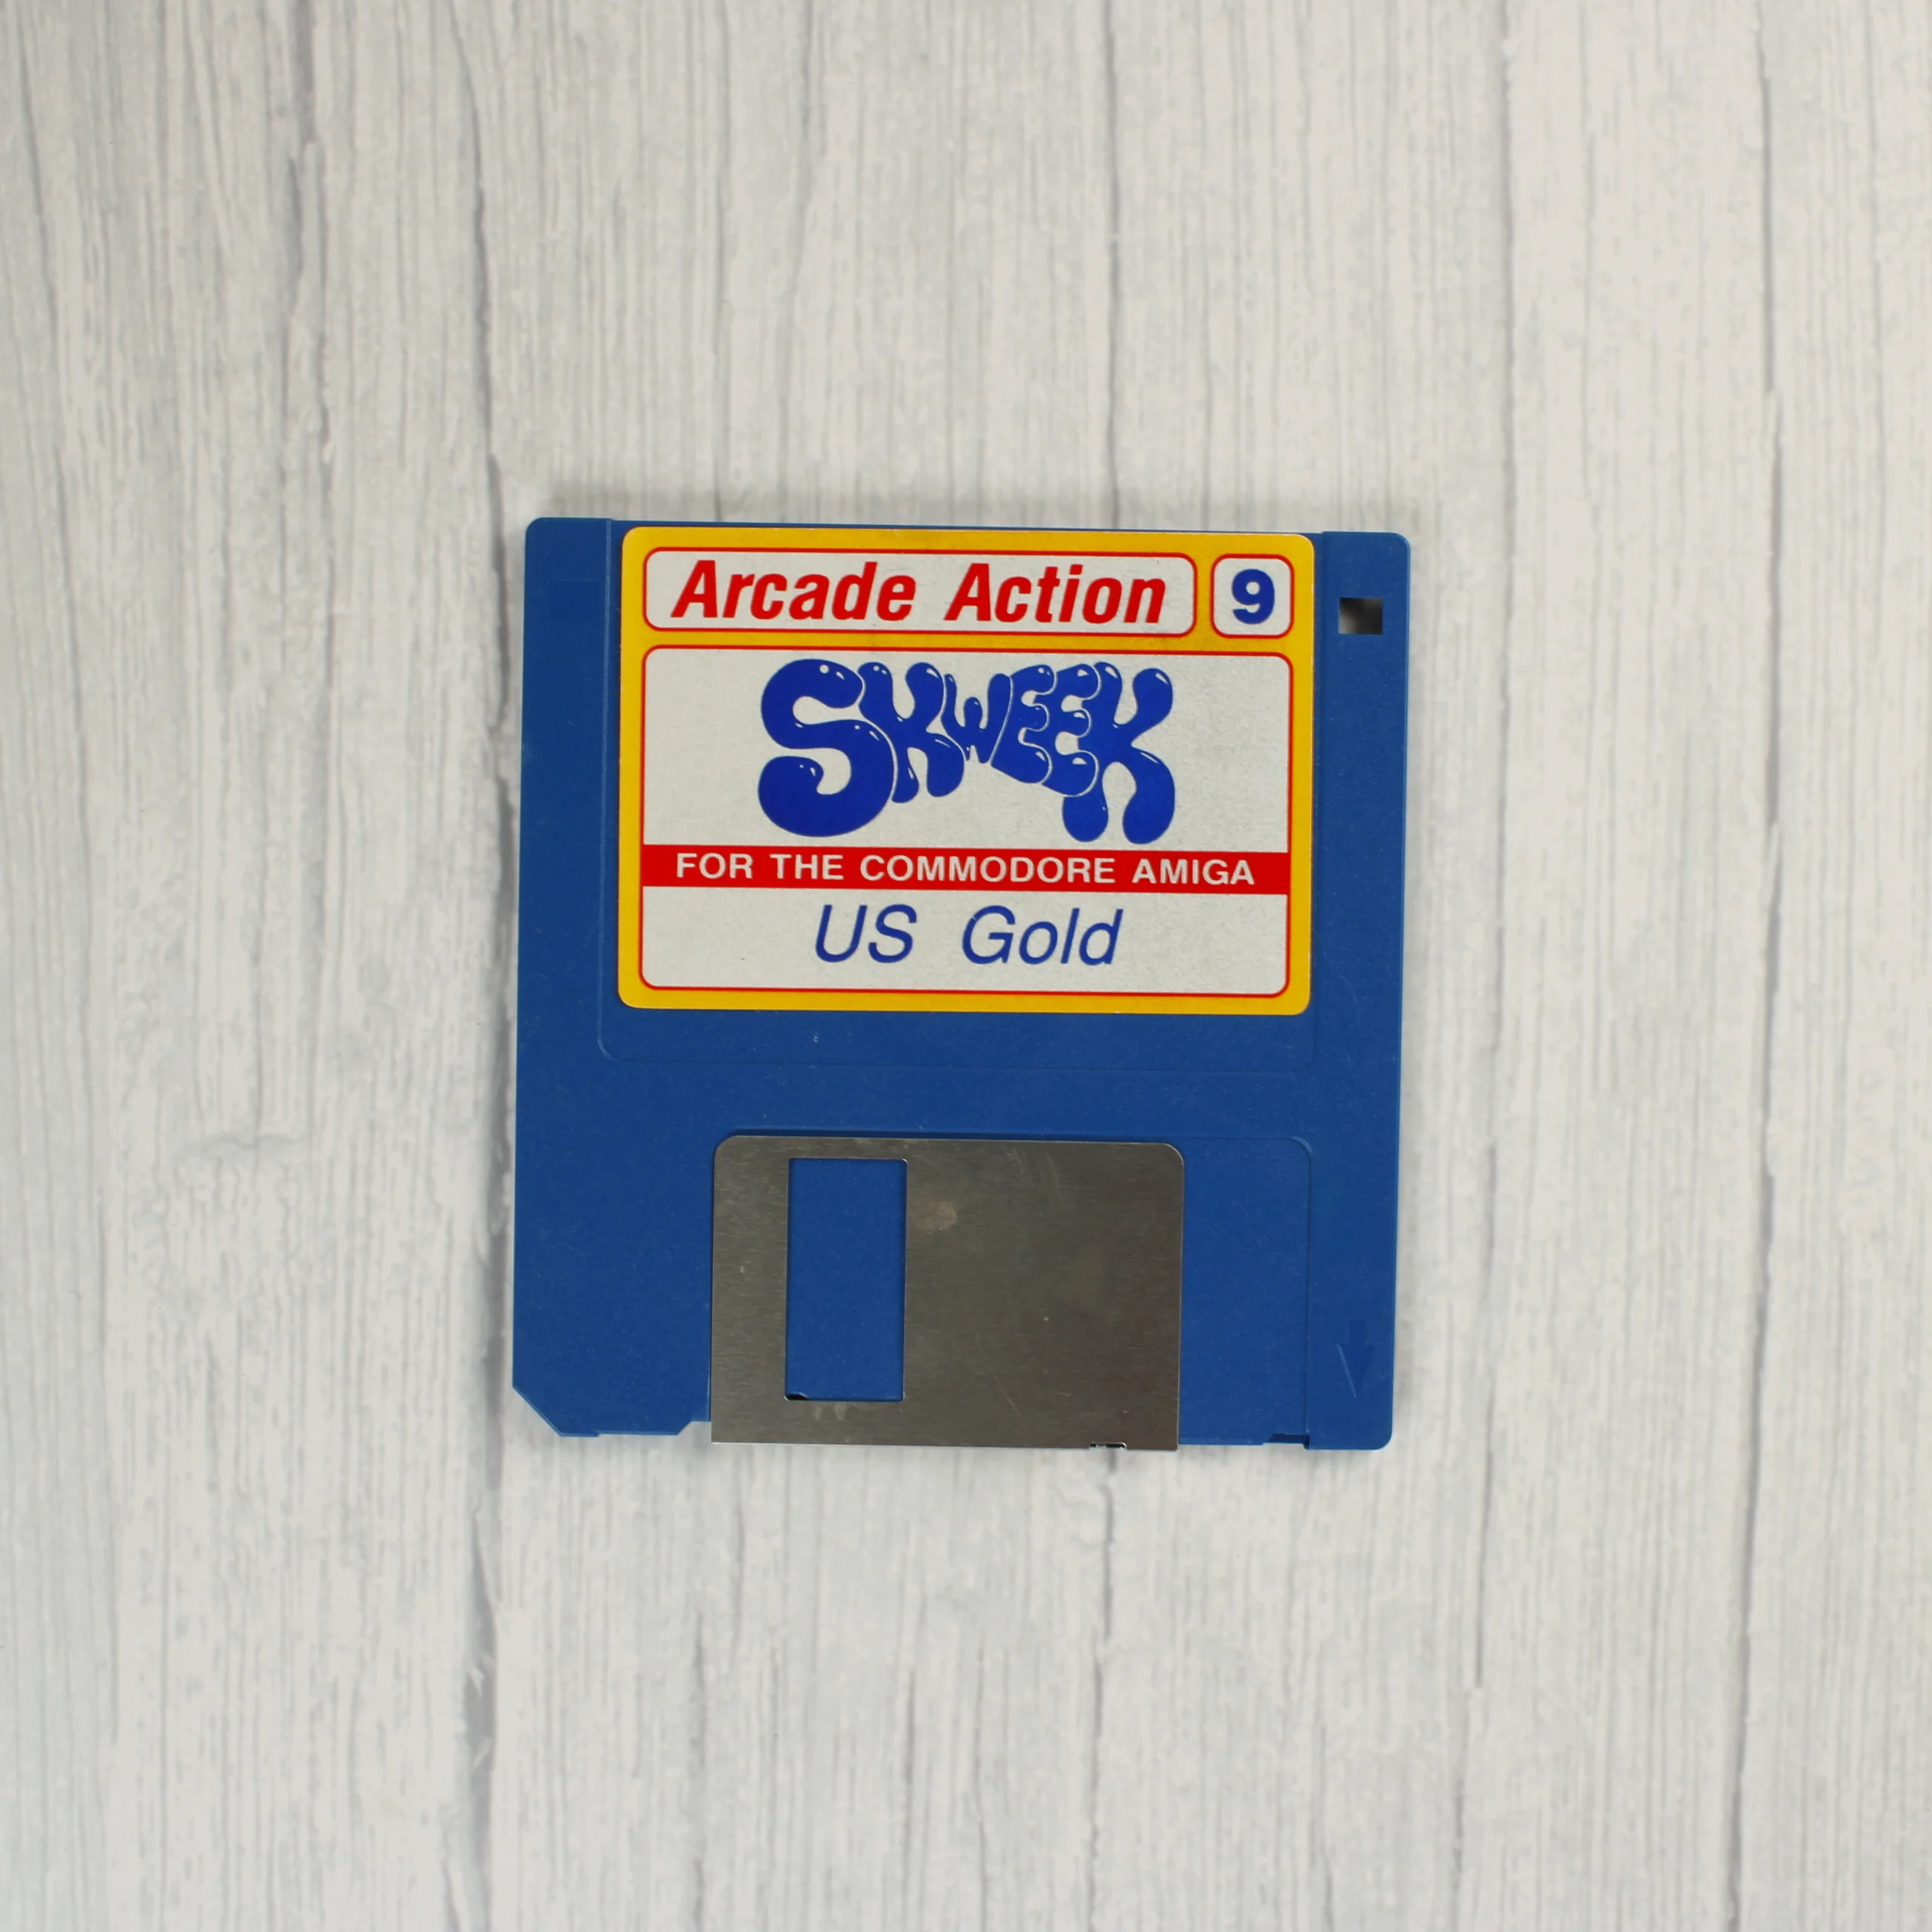 Arcade Action 9
SKWEEK
FOR THE COMMODORE AMIGA
US Gold